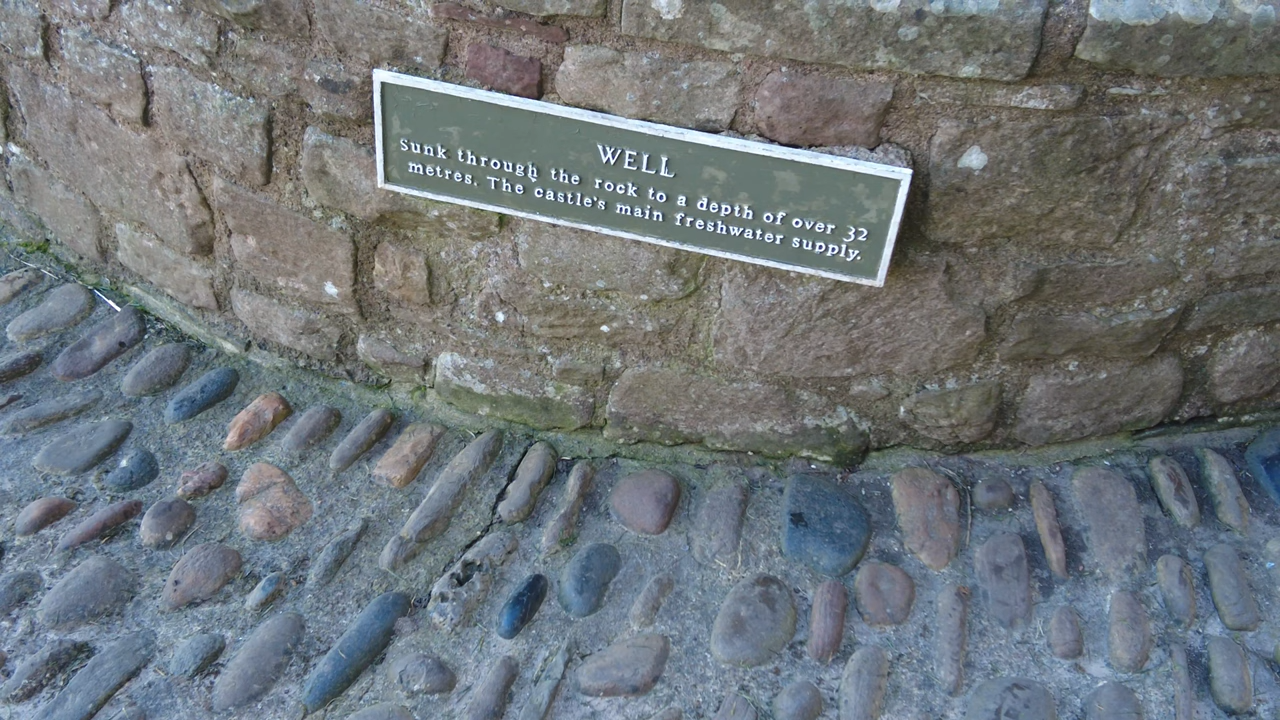 WELL
Sunk through the rock to a depth of over 32
metres. The castle's main freshwater supply.